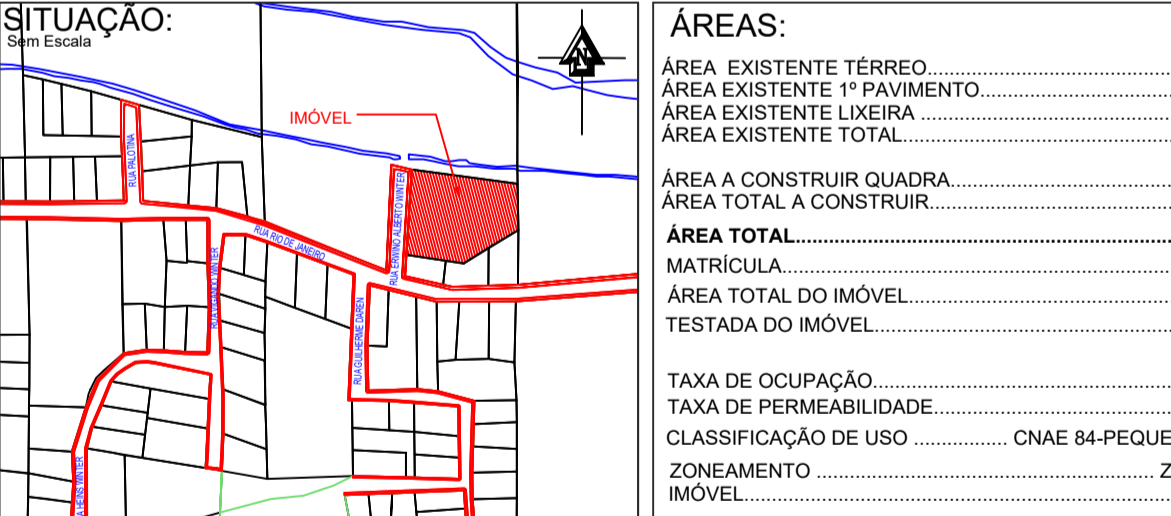 SITUAÇÃO:
Sem Escala
N
IMÓVEL
RUA PALOTINA
RUA RIO DE JANEIRO
RUA ERWINO ALBERTO WINTER
RUA GUILHERME DAREN
WINTER
A HEINS WINTER
ÁREAS:
ÁREA EXISTENTE TÉRREO
ÁREA EXISTENTE 1º PAVIMENTO
ÁREA EXISTENTE LIXEIRA
ÁREA EXISTENTE TOTAL
ÁREA A CONSTRUIR QUADRA
ÁREA TOTAL A CONSTRUIR
ÁREA TOTAL
MATRÍCULA
ÁREA TOTAL DO IMÓVEL
TESTADA DO IMÓVEL
TAXA DE OCUPAÇÃO
TAXA DE PERMEABILIDADE
CLASSIFICAÇÃO DE USO ................. CNAE 84-PEQUE
ZONEAMENTO ................. Z
IMÓVEL